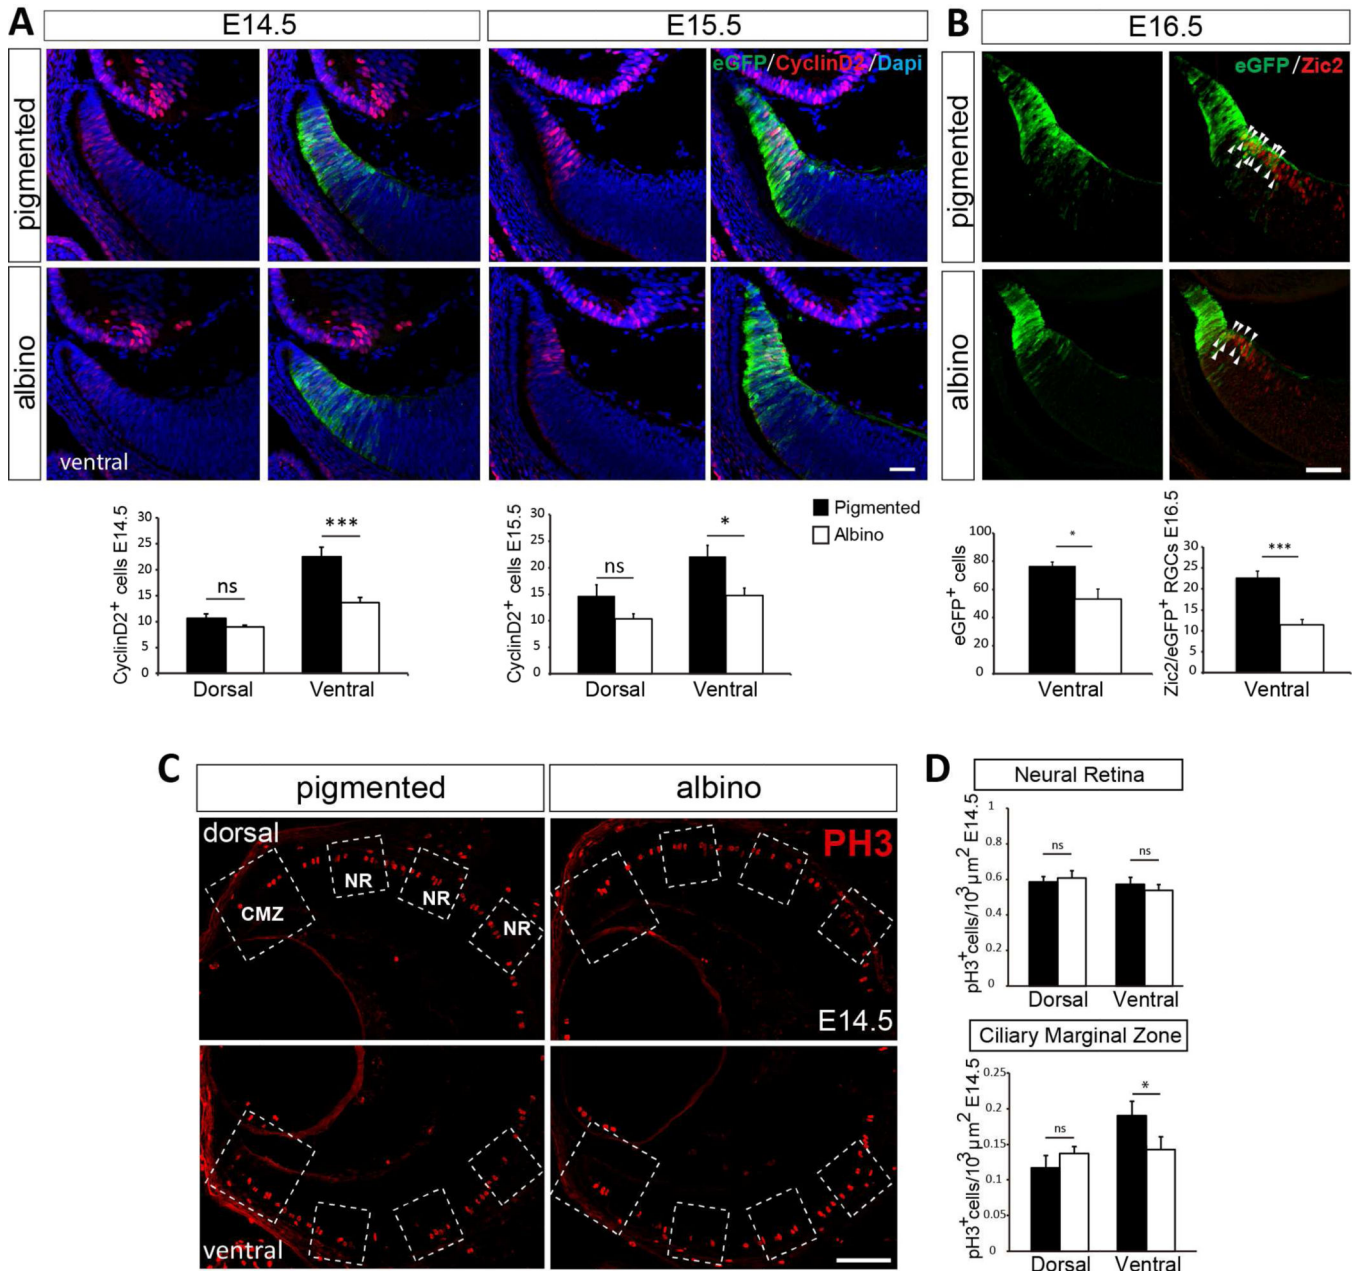 A
E14.5
E15.5
B
E16.5
pigmented
eGFP/CyclinD2/Dapi
pigmented
eGFP/Zic2
albino
ventral
albino
CyclinD2+ cells E14.5
30
25
20
15
10
5
0
ns
***
Dorsal
Ventral
CyclinD2+ cells E15.5
30
25
20
15
10
5
0
ns
*
Dorsal
Ventral
Pigmented
Albino
eGFP+ cells
100
80
60
40
20
0
*
Ventral
Zic2/eGFP+ RGCs E16.5
30
25
20
15
10
5
0
***
Ventral
C
pigmented
albino
dorsal
CMZ
NR
NR
NR
PH3
E14.5
ventral
D
Neural Retina
pH3+cells/10³ µm² E14.5
1
0.8
0.6
0.4
0.2
0
ns
ns
Dorsal
Ventral
Ciliary Marginal Zone
pH3+cells/10³ µm² E14.5
0.25
0.2
0.15
0.1
0.05
0
ns
*
Dorsal
Ventral